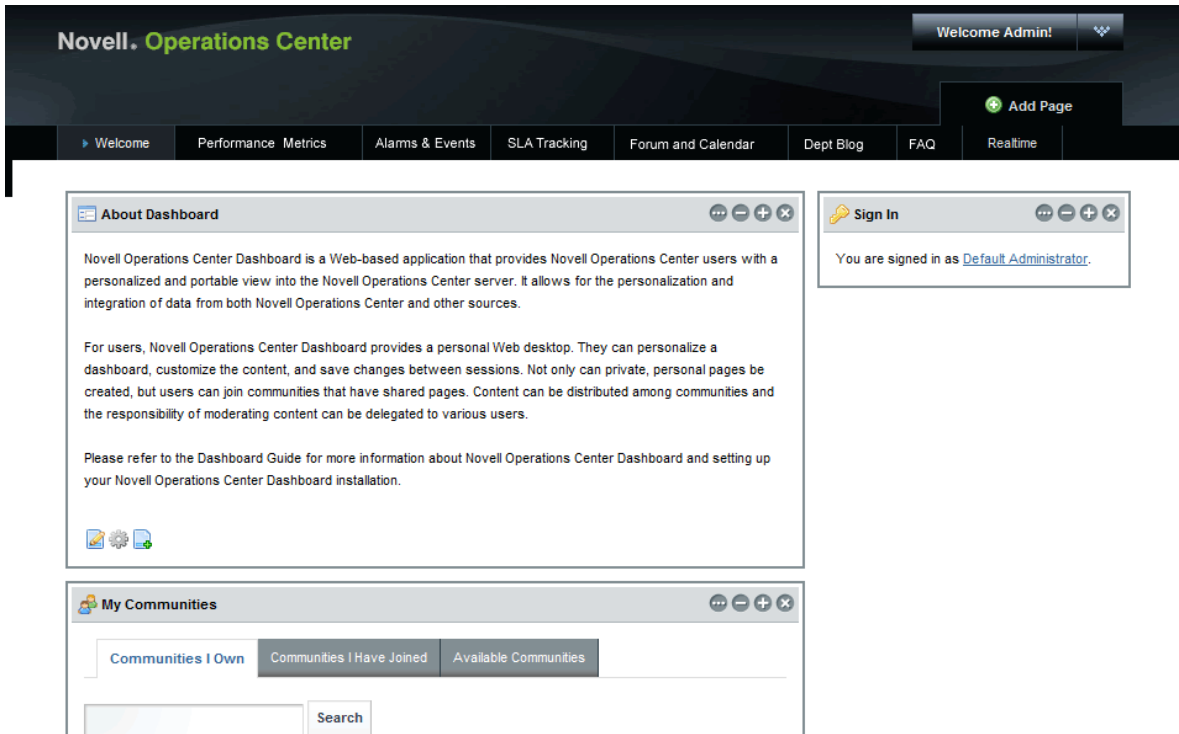 Novell. Operations Center
Welcome Admin!
Add Page
Welcome Performance Metrics Alarms & Events SLA Tracking Forum and Calendar Dept Blog FAQ Realtime
About Dashboard
Novell Operations Center Dashboard is a Web-based application that provides Novell Operations Center users with a
personalized and portable view into the Novell Operations Center server. It allows for the personalization and
integration of data from both Novell Operations Center and other sources.
For users, Novell Operations Center Dashboard provides a personal Web desktop. They can personalize a
dashboard, customize the content, and save changes between sessions. Not only can private, personal pages be
created, but users can join communities that have shared pages. Content can be distributed among communities and
the responsibility of moderating content can be delegated to various users.
Please refer to the Dashboard Guide for more information about Novell Operations Center Dashboard and setting up
your Novell Operations Center Dashboard installation.
Sign In
You are signed in as Default Administrator.
My Communities
Communities I Own Communities I Have Joined Available Communities
Search